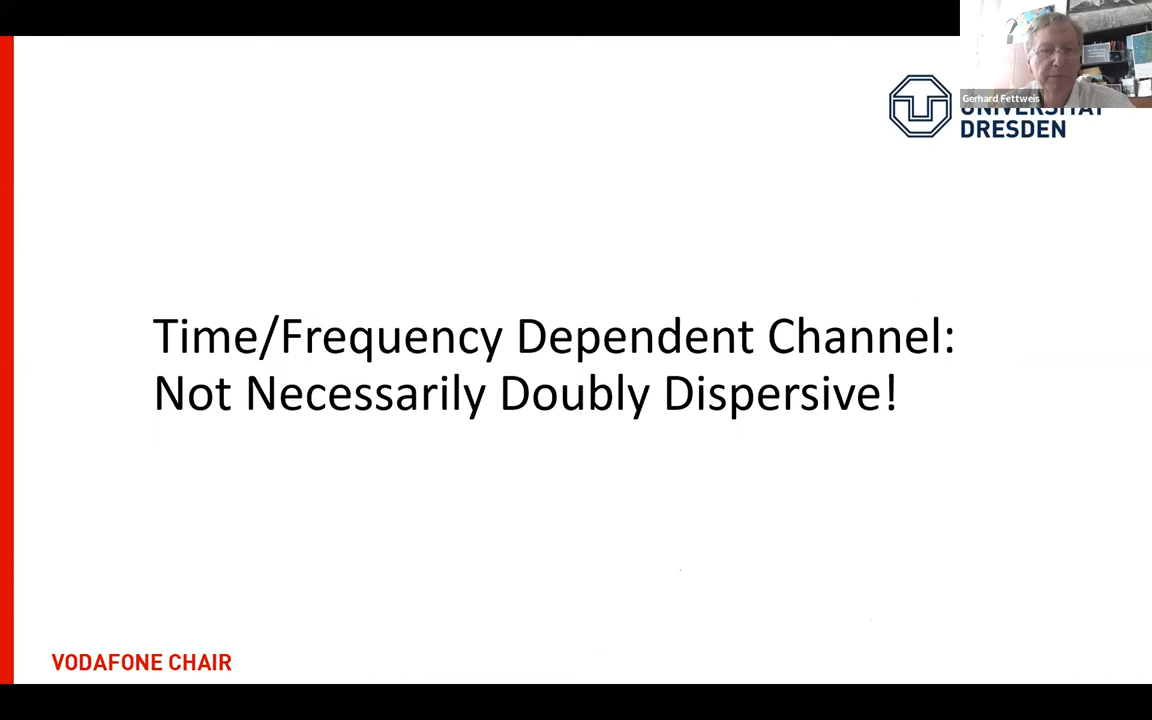 Gerhard Fettweis
DRESDEN
Time/Frequency Dependent Channel:
Not Necessarily Doubly Dispersive!
VODAFONE CHAIR